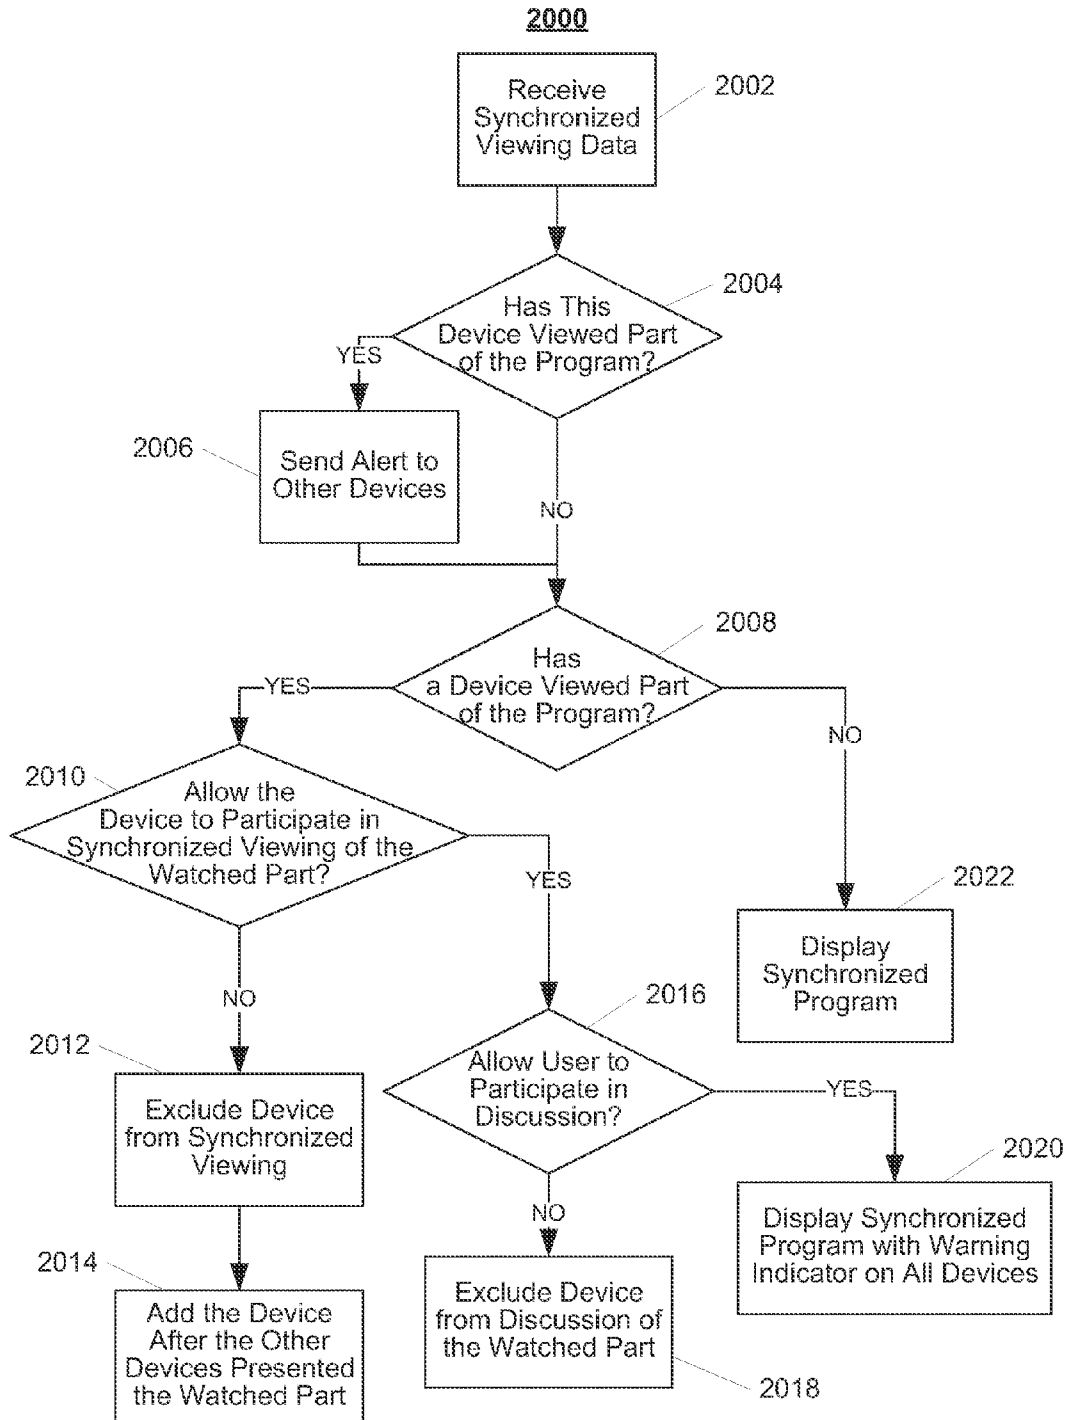 2000
Receive
Synchronized
Viewing Data
2002
Has This
Device Viewed Part
of the Program?
2004
YES
Send Alert to
Other Devices
2006
NO
Has
a Device Viewed Part
of the Program?
2008
YES
NO
Allow the
Device to Participate in
Synchronized Viewing of the
Watched Part?
2010
YES
NO
Display
Synchronized
Program
2022
Allow User to
Participate in
Discussion?
2016
YES
NO
Exclude Device
from Synchronized
Viewing
2012
Add the Device
After the Other
Devices Presented
the Watched Part
2014
Exclude Device
from Discussion of
the Watched Part
2018
Display Synchronized
Program with Warning
Indicator on All Devices
2020